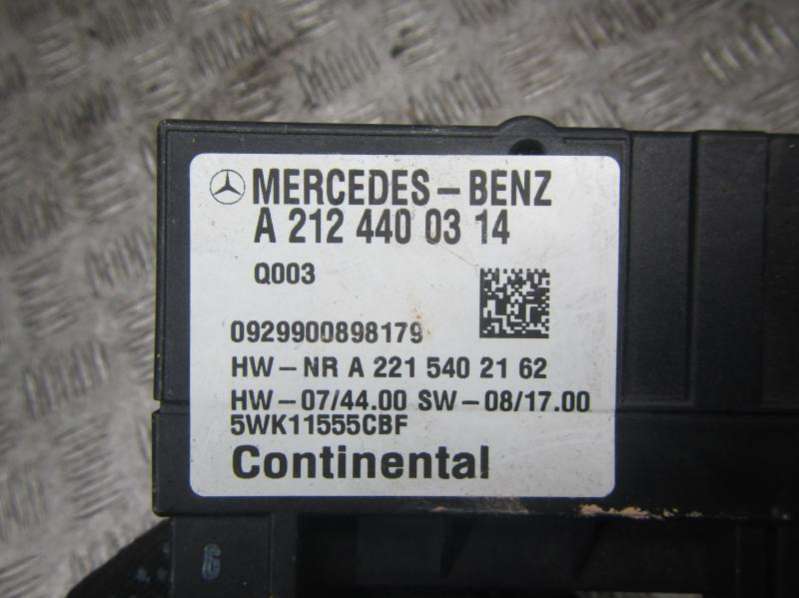 MERCEDES-BENZ
A 212 440 03 14
Q003
0929900898179
HW-NR A 221 540 21 62
HW-07/44.00 SW-08/17.00
5WK11555CBF
Continental